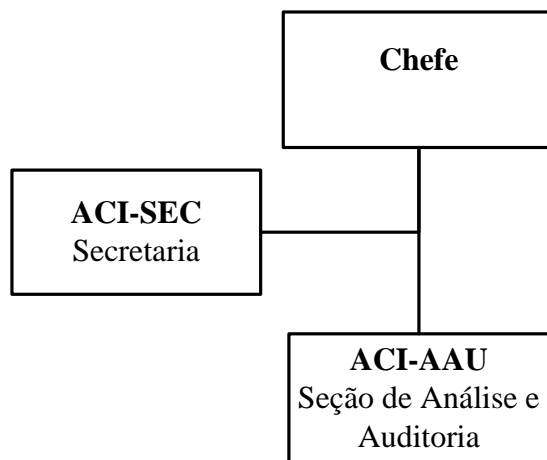 Chefe
ACI-SEC
Secretaria
ACI-AAU
Seção de Análise e
Auditoria